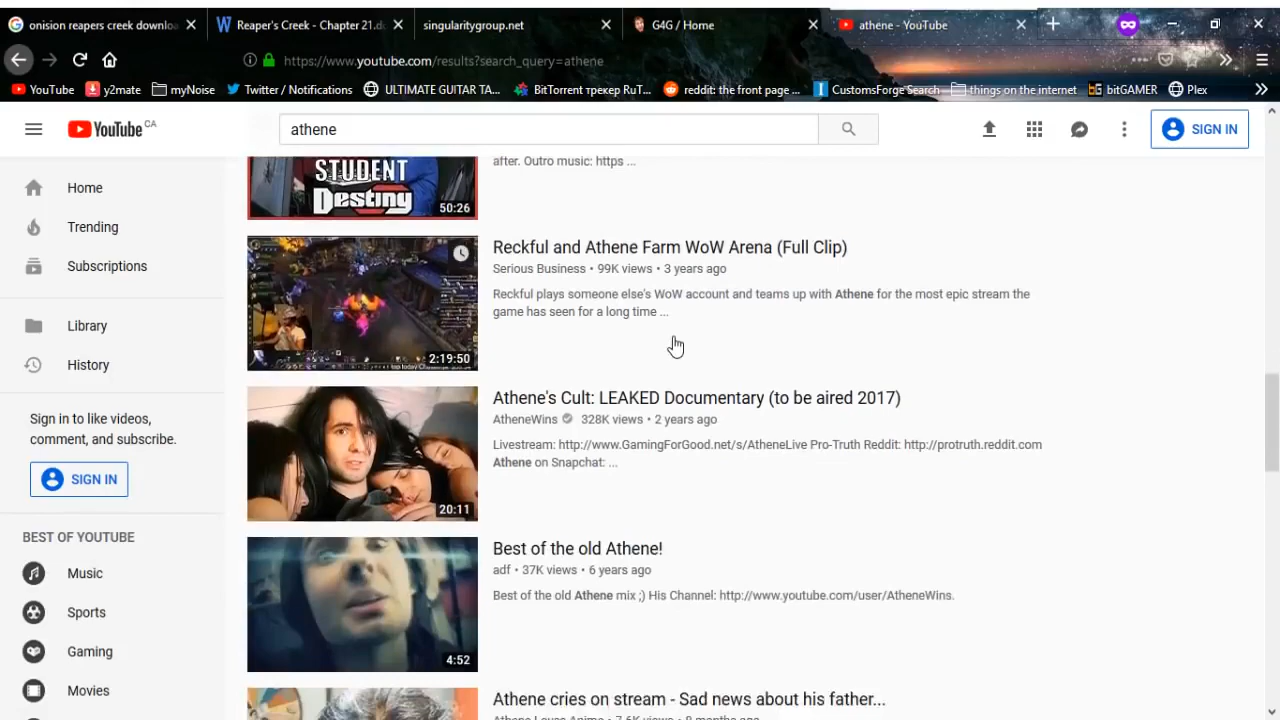 onision reapers creek downloa
Reaper's Creek - Chapter 21.d
singularitygroup.net
G4G / Home
athene - YouTube
https://www.youtube.com/results?search_query=athene
YouTube
y2mate
myNoise
Twitter / Notifications
ULTIMATE GUITAR TA...
BitTorrent трекер RuT...
reddit: the front page ...
CustomsForge Search
things on the internet
bitGAMER
Plex
YouTube CA
athene
SIGN IN
Home
Trending
Subscriptions
Library
History
Sign in to like videos,
comment, and subscribe.
SIGN IN
BEST OF YOUTUBE
Music
Sports
Gaming
Movies
STUDENT
Destiny
50:26
after. Outro music: https ...
2:19:50
Reckful and Athene Farm WoW Arena (Full Clip)
Serious Business • 99K views • 3 years ago
Reckful plays someone else's WoW account and teams up with Athene for the most epic stream the
game has seen for a long time ...
20:11
Athene's Cult: LEAKED Documentary (to be aired 2017)
AtheneWins 328K views • 2 years ago
Livestream: http://www.GamingForGood.net/s/AtheneLive Pro-Truth Reddit: http://protruth.reddit.com
Athene on Snapchat: ...
4:52
Best of the old Athene!
adf • 37K views • 6 years ago
Best of the old Athene mix ;) His Channel: http://www.youtube.com/user/AtheneWins.
Athene cries on stream - Sad news about his father...